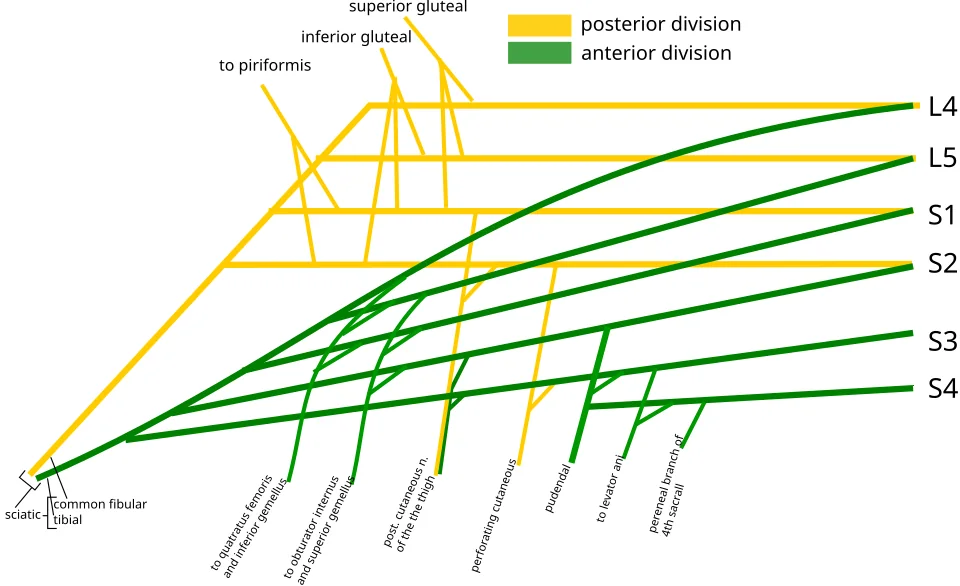 superior gluteal
inferior gluteal
to piriformis
posterior division
anterior division
L4
L5
S1
S2
S3
S4
sciatic
common fibular
tibial
to quatratus femoris
and inferior gemellus
to obturator internus
and superior gemellus
post. cutaneous n.
of the the thigh
perforating cutaneous
pudendal
to levator ani
pereneal branch of
4th sacrall